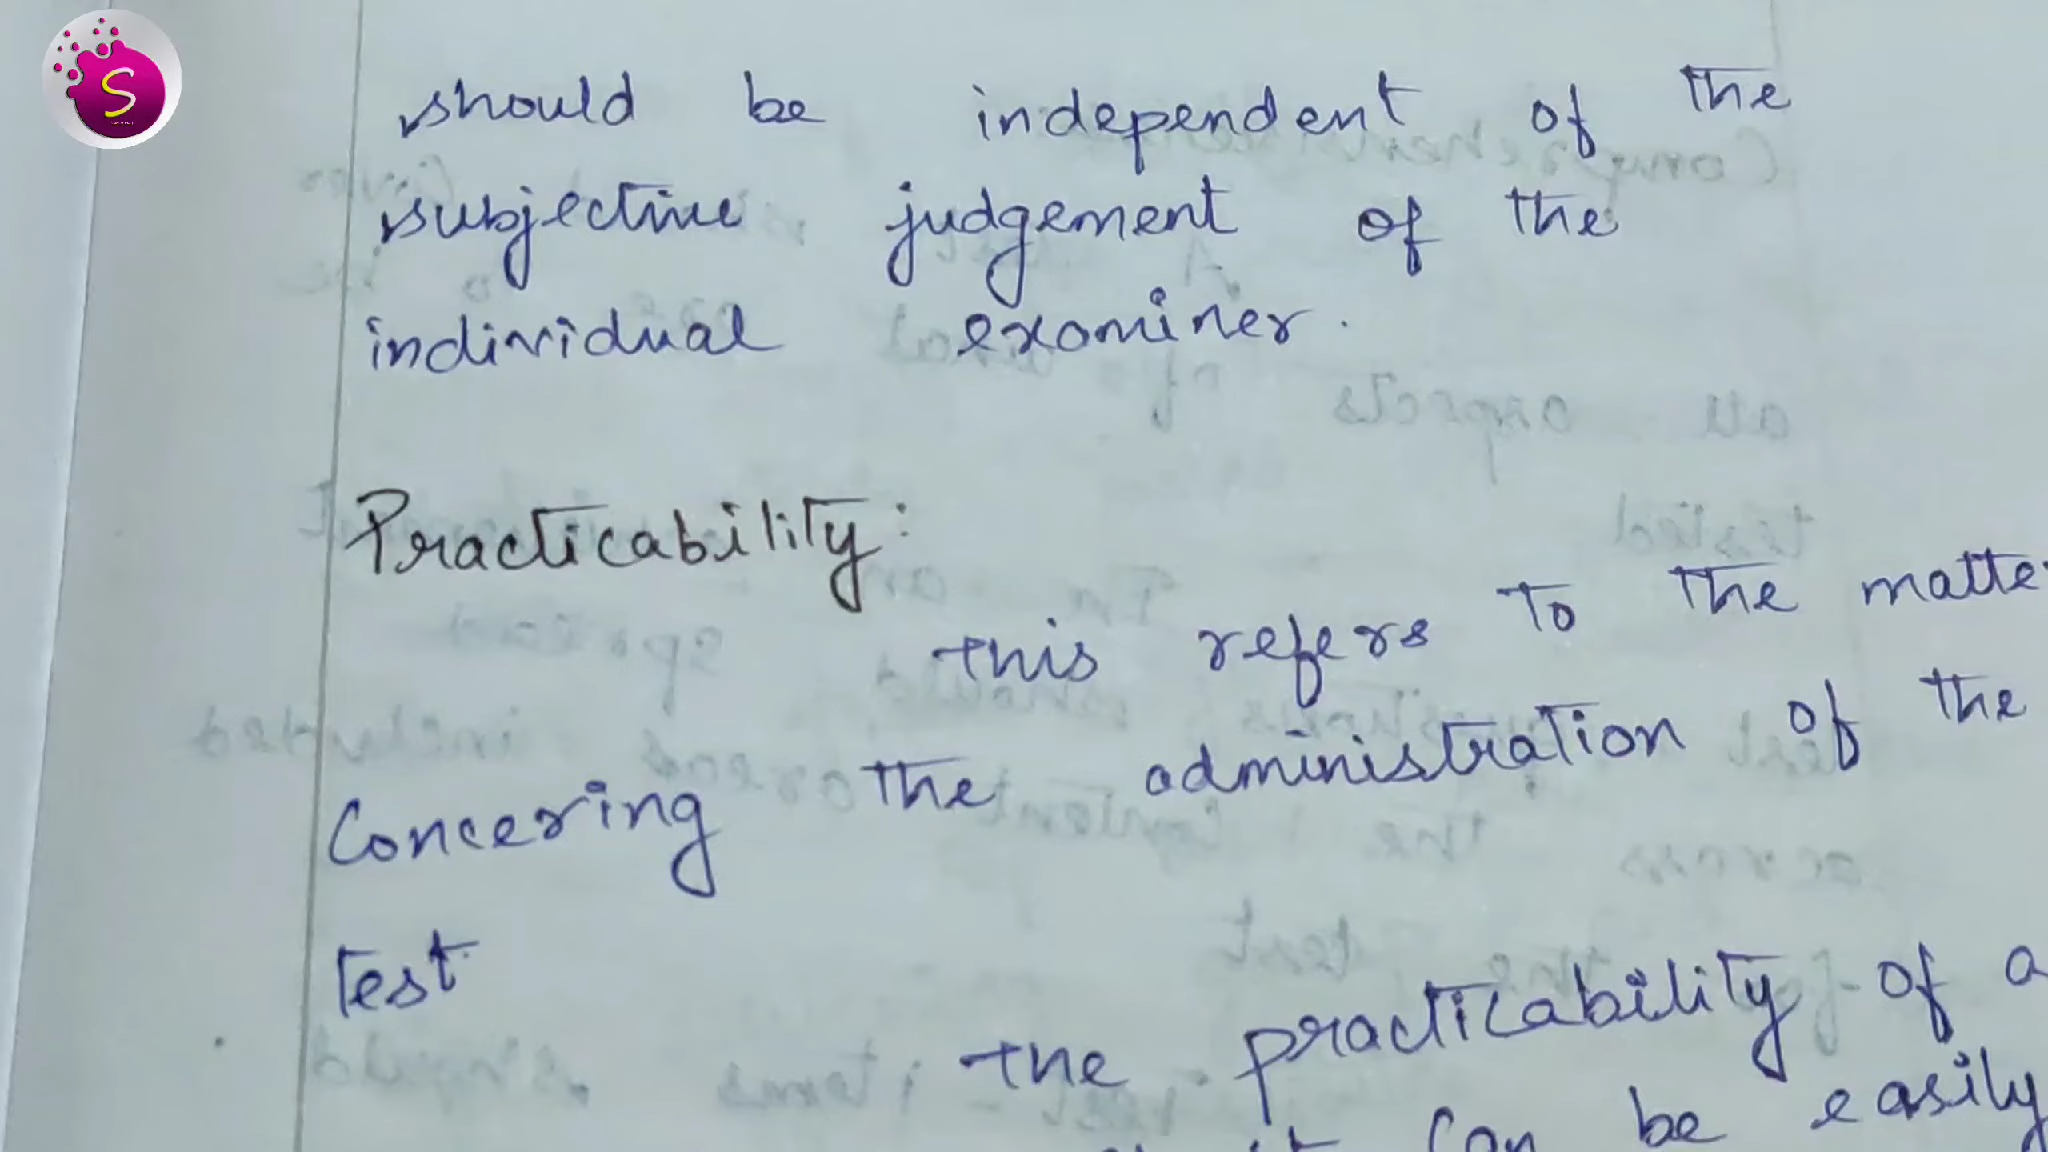 S
should be independent of the
subjective judgement of the
individual examiner.
Practicability:
This refers to the matte
Concering the administration of the
Test
The practicability of a
it can be easily